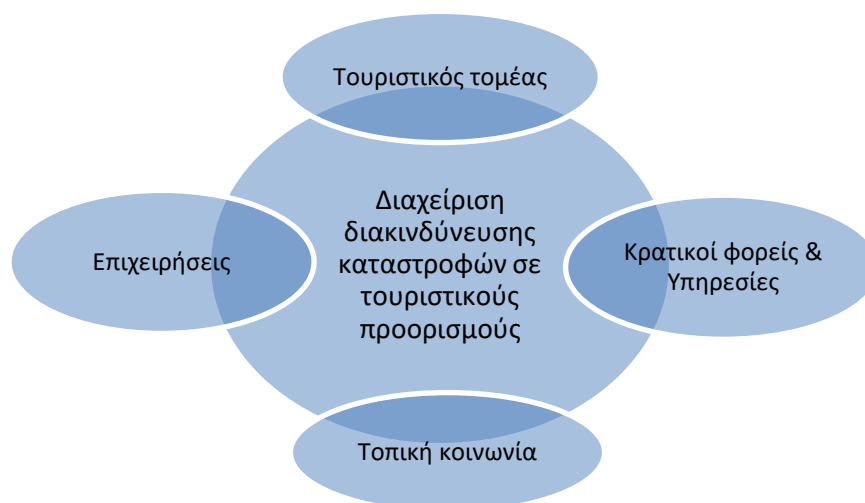 Τουριστικός τομέας
Διαχείριση
διακινδύνευσης
καταστροφών σε
τουριστικούς
προορισμούς
Επιχειρήσεις
Κρατικοί φορείς &
Υπηρεσίες
Τοπική κοινωνία